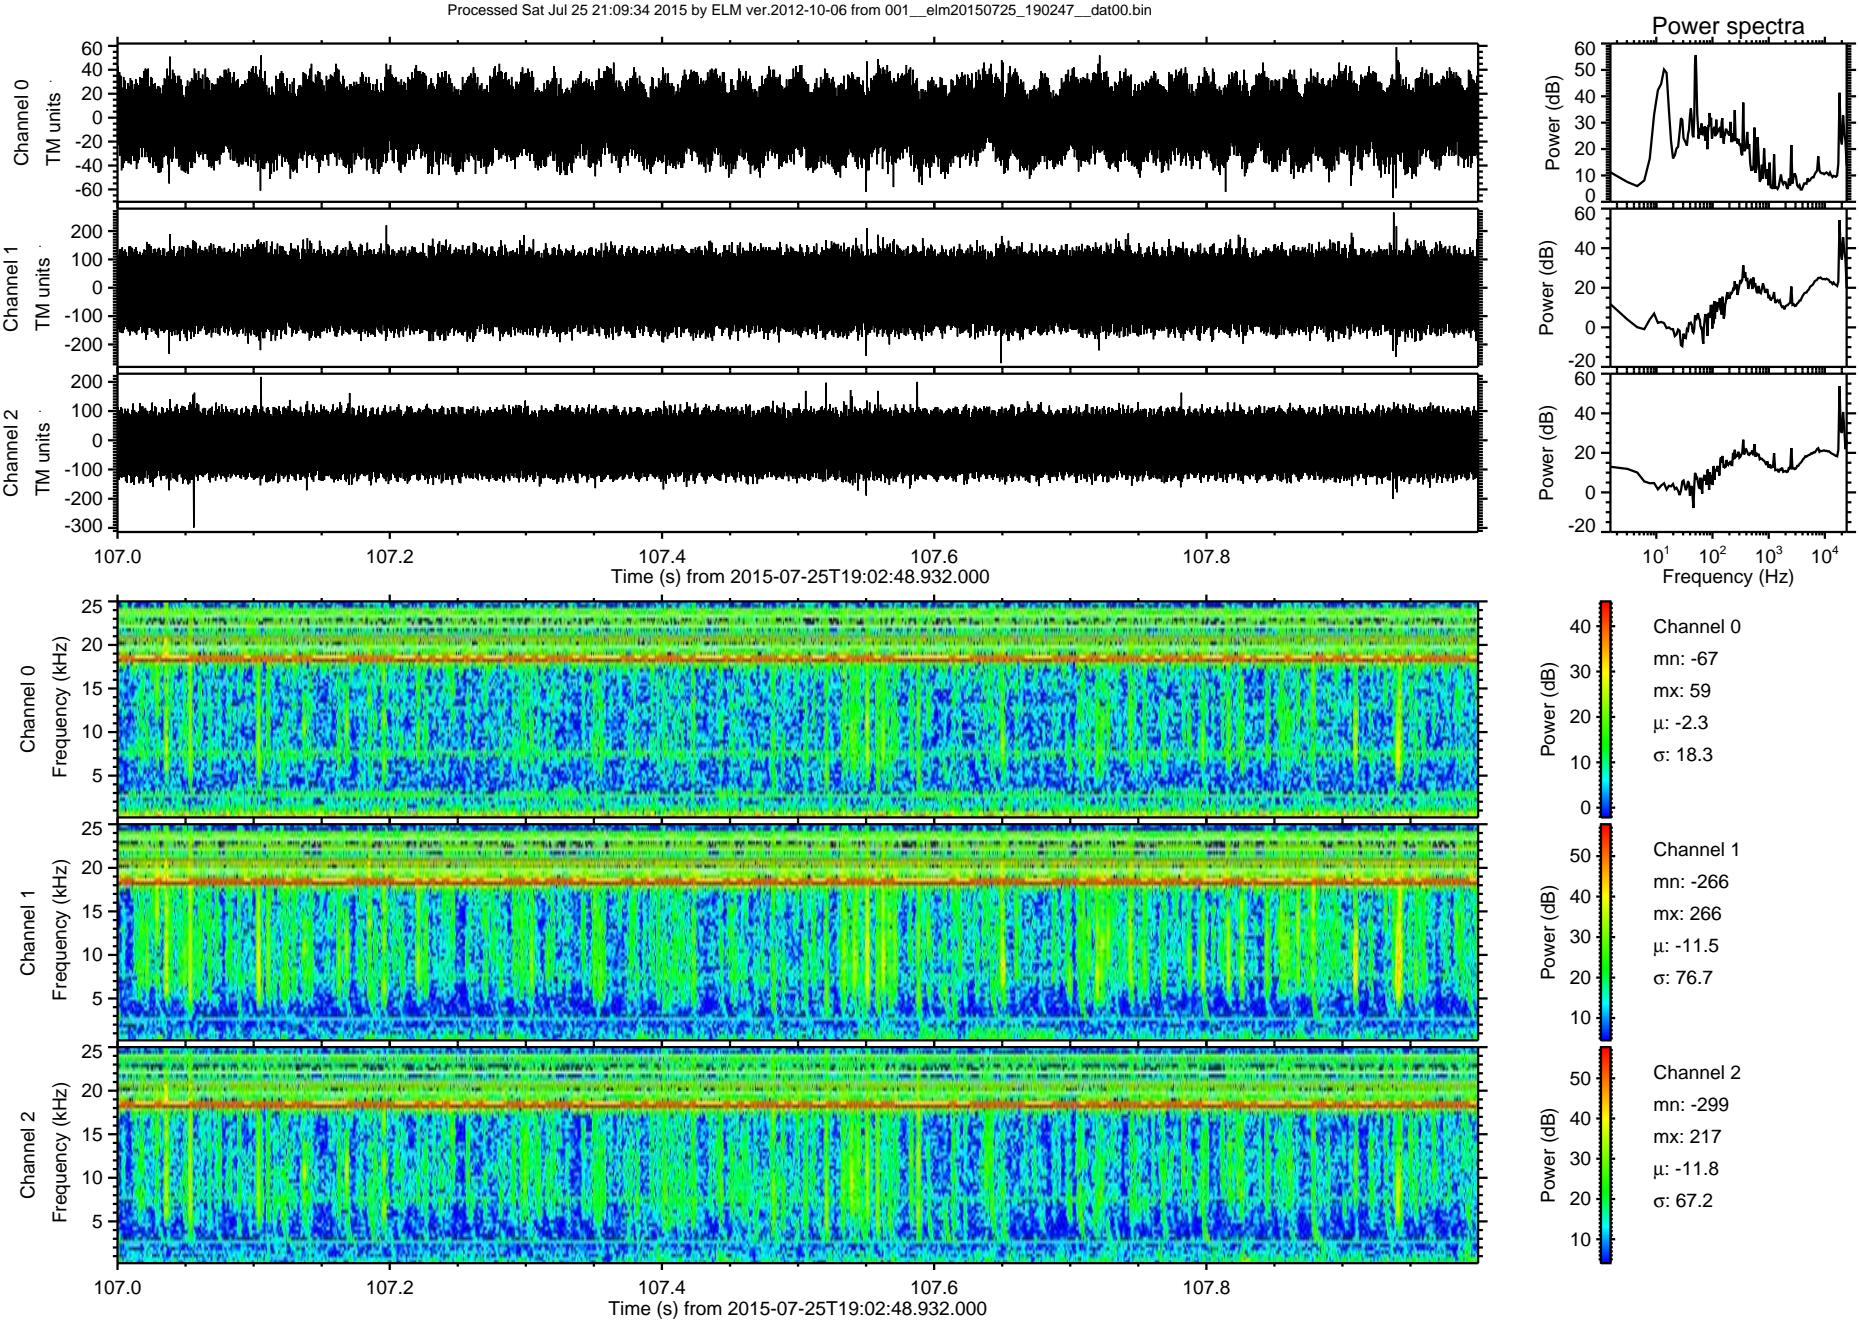 Processed Sat Jul 25 21:09:34 2015 by ELM ver.2012-10-06 from 001__elm20150725_190247__dat00.bin
Power spectra
Channel 0
TM units
60
40
20
0
-20
-40
-60
Power (dB)
60
50
40
30
20
10
0
Channel 1
TM units
200
100
0
-100
-200
Power (dB)
60
40
20
0
-20
Channel 2
TM units
200
100
0
-100
-200
-300
Power (dB)
60
40
20
0
-20
107.0 107.2 107.4 107.6 107.8
Time (s) from 2015-07-25T19:02:48.932.000
10¹ 10² 10³ 10⁴
Frequency (Hz)
Channel 0
Frequency (kHz)
25
20
15
10
5
Power (dB)
40
30
20
10
0
Channel 0
mn: -67
mx: 59
μ: -2.3
σ: 18.3
Channel 1
Frequency (kHz)
25
20
15
10
5
Power (dB)
50
40
30
20
10
Channel 1
mn: -266
mx: 266
μ: -11.5
σ: 76.7
Channel 2
Frequency (kHz)
25
20
15
10
5
Power (dB)
50
40
30
20
10
Channel 2
mn: -299
mx: 217
μ: -11.8
σ: 67.2
107.0 107.2 107.4 107.6 107.8
Time (s) from 2015-07-25T19:02:48.932.000